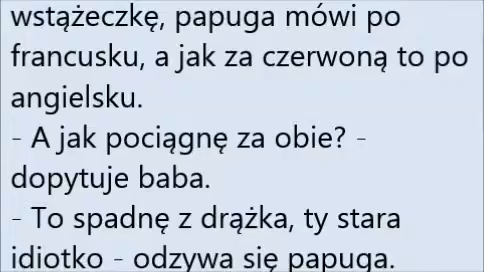 wstążeczkę, papuga mówi po
francusku, a jak za czerwoną to po
angielsku.
- A jak pociągnę za obie? -
dopytuje baba.
- To spadnę z drążka, ty stara
idiotko - odzywa się papuga.